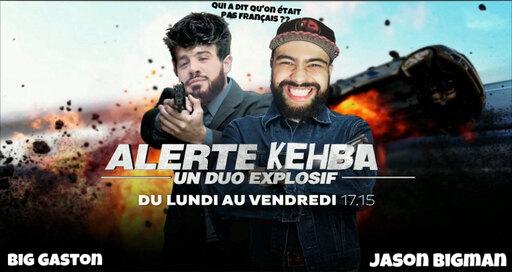 QUI A DIT QU'ON ÉTAIT
PAS FRANÇAIS ??
ALERTE KEHBA
UN DUO EXPLOSIF
DU LUNDI AU VENDREDI 17.15
BIG GASTON
JASON BIGMAN